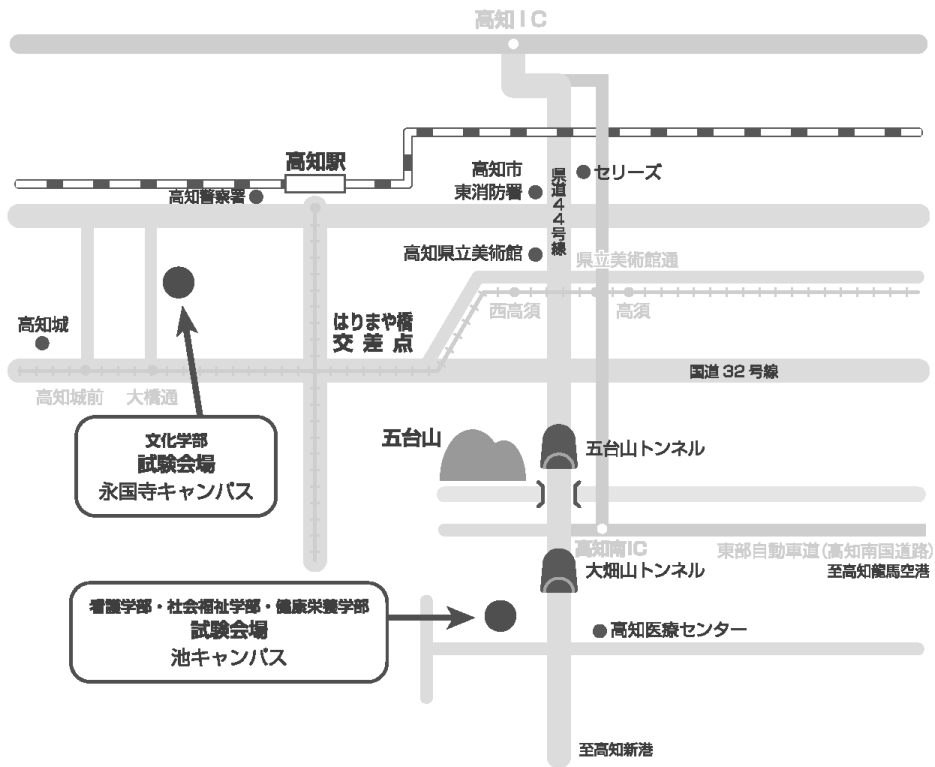 高知IC
高知駅
高知市
東消防署
セリーズ
県道44号線
高知警察署
高知県立美術館
県立美術館通
西高須
高須
高知城
はりまや橋
交差点
国道32号線
高知城前
大橋通
文化学部
試験会場
永国寺キャンパス
五台山
五台山トンネル
高知南IC
東部自動車道(高知南国道路)
大畑山トンネル
至高知龍馬空港
看護学部・社会福祉学部・健康栄養学部
試験会場
池キャンパス
高知医療センター
至高知新港